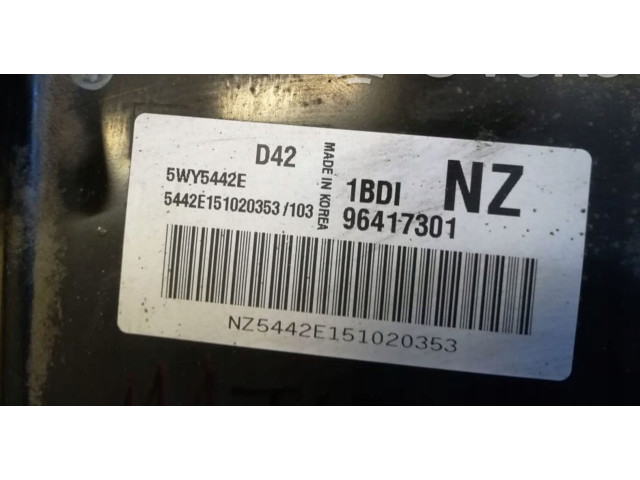 D42
5WY5442E
5442E151020353/103
MADE IN KOREA
1BDI
NZ
96417301
NZ5442E151020353